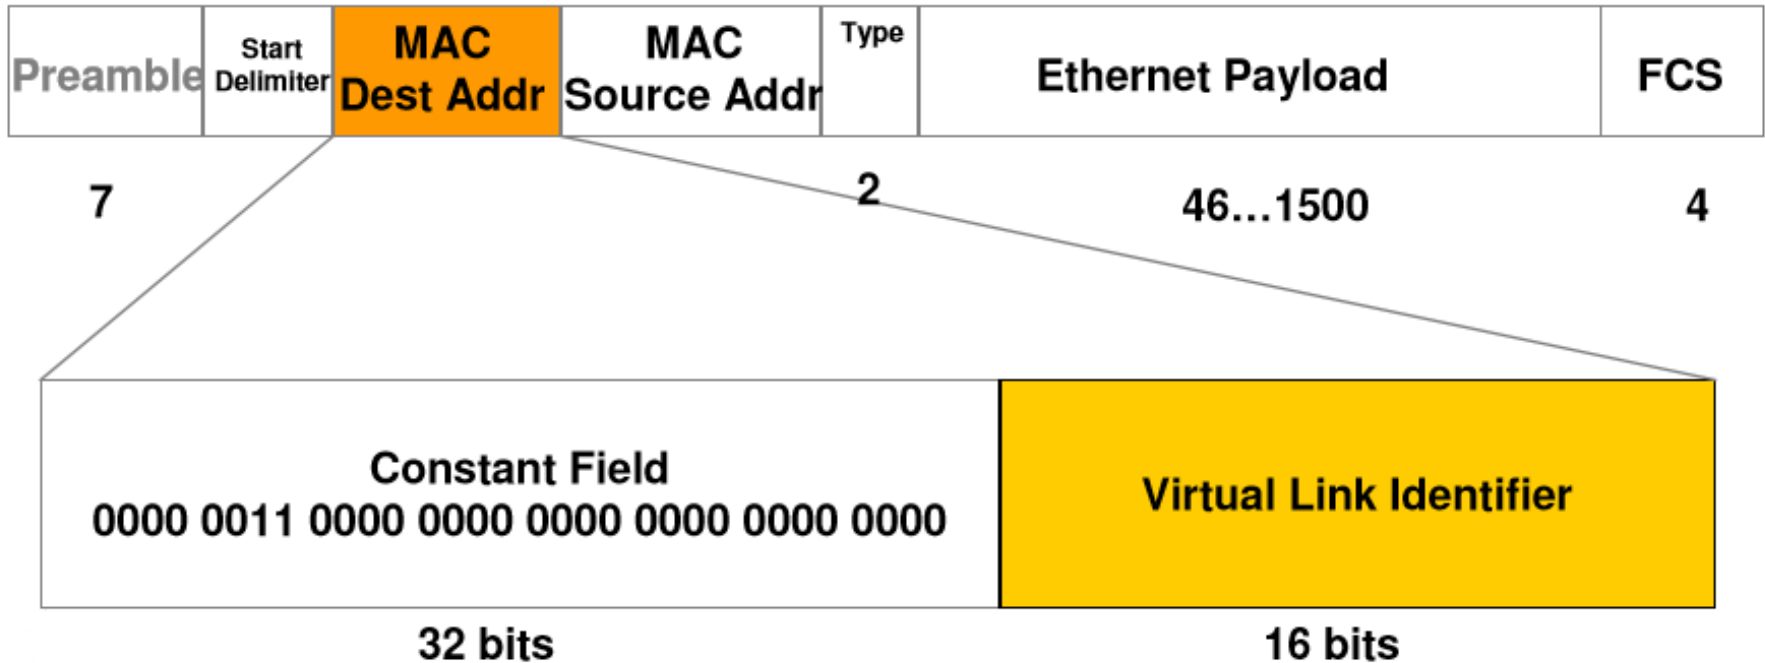 Preamble
Start
Delimiter
MAC
Dest Addr
MAC
Source Addr
Type
Ethernet Payload
FCS
7
2
46...1500
4
Constant Field
0000 0011 0000 0000 0000 0000 0000 0000
Virtual Link Identifier
32 bits
16 bits